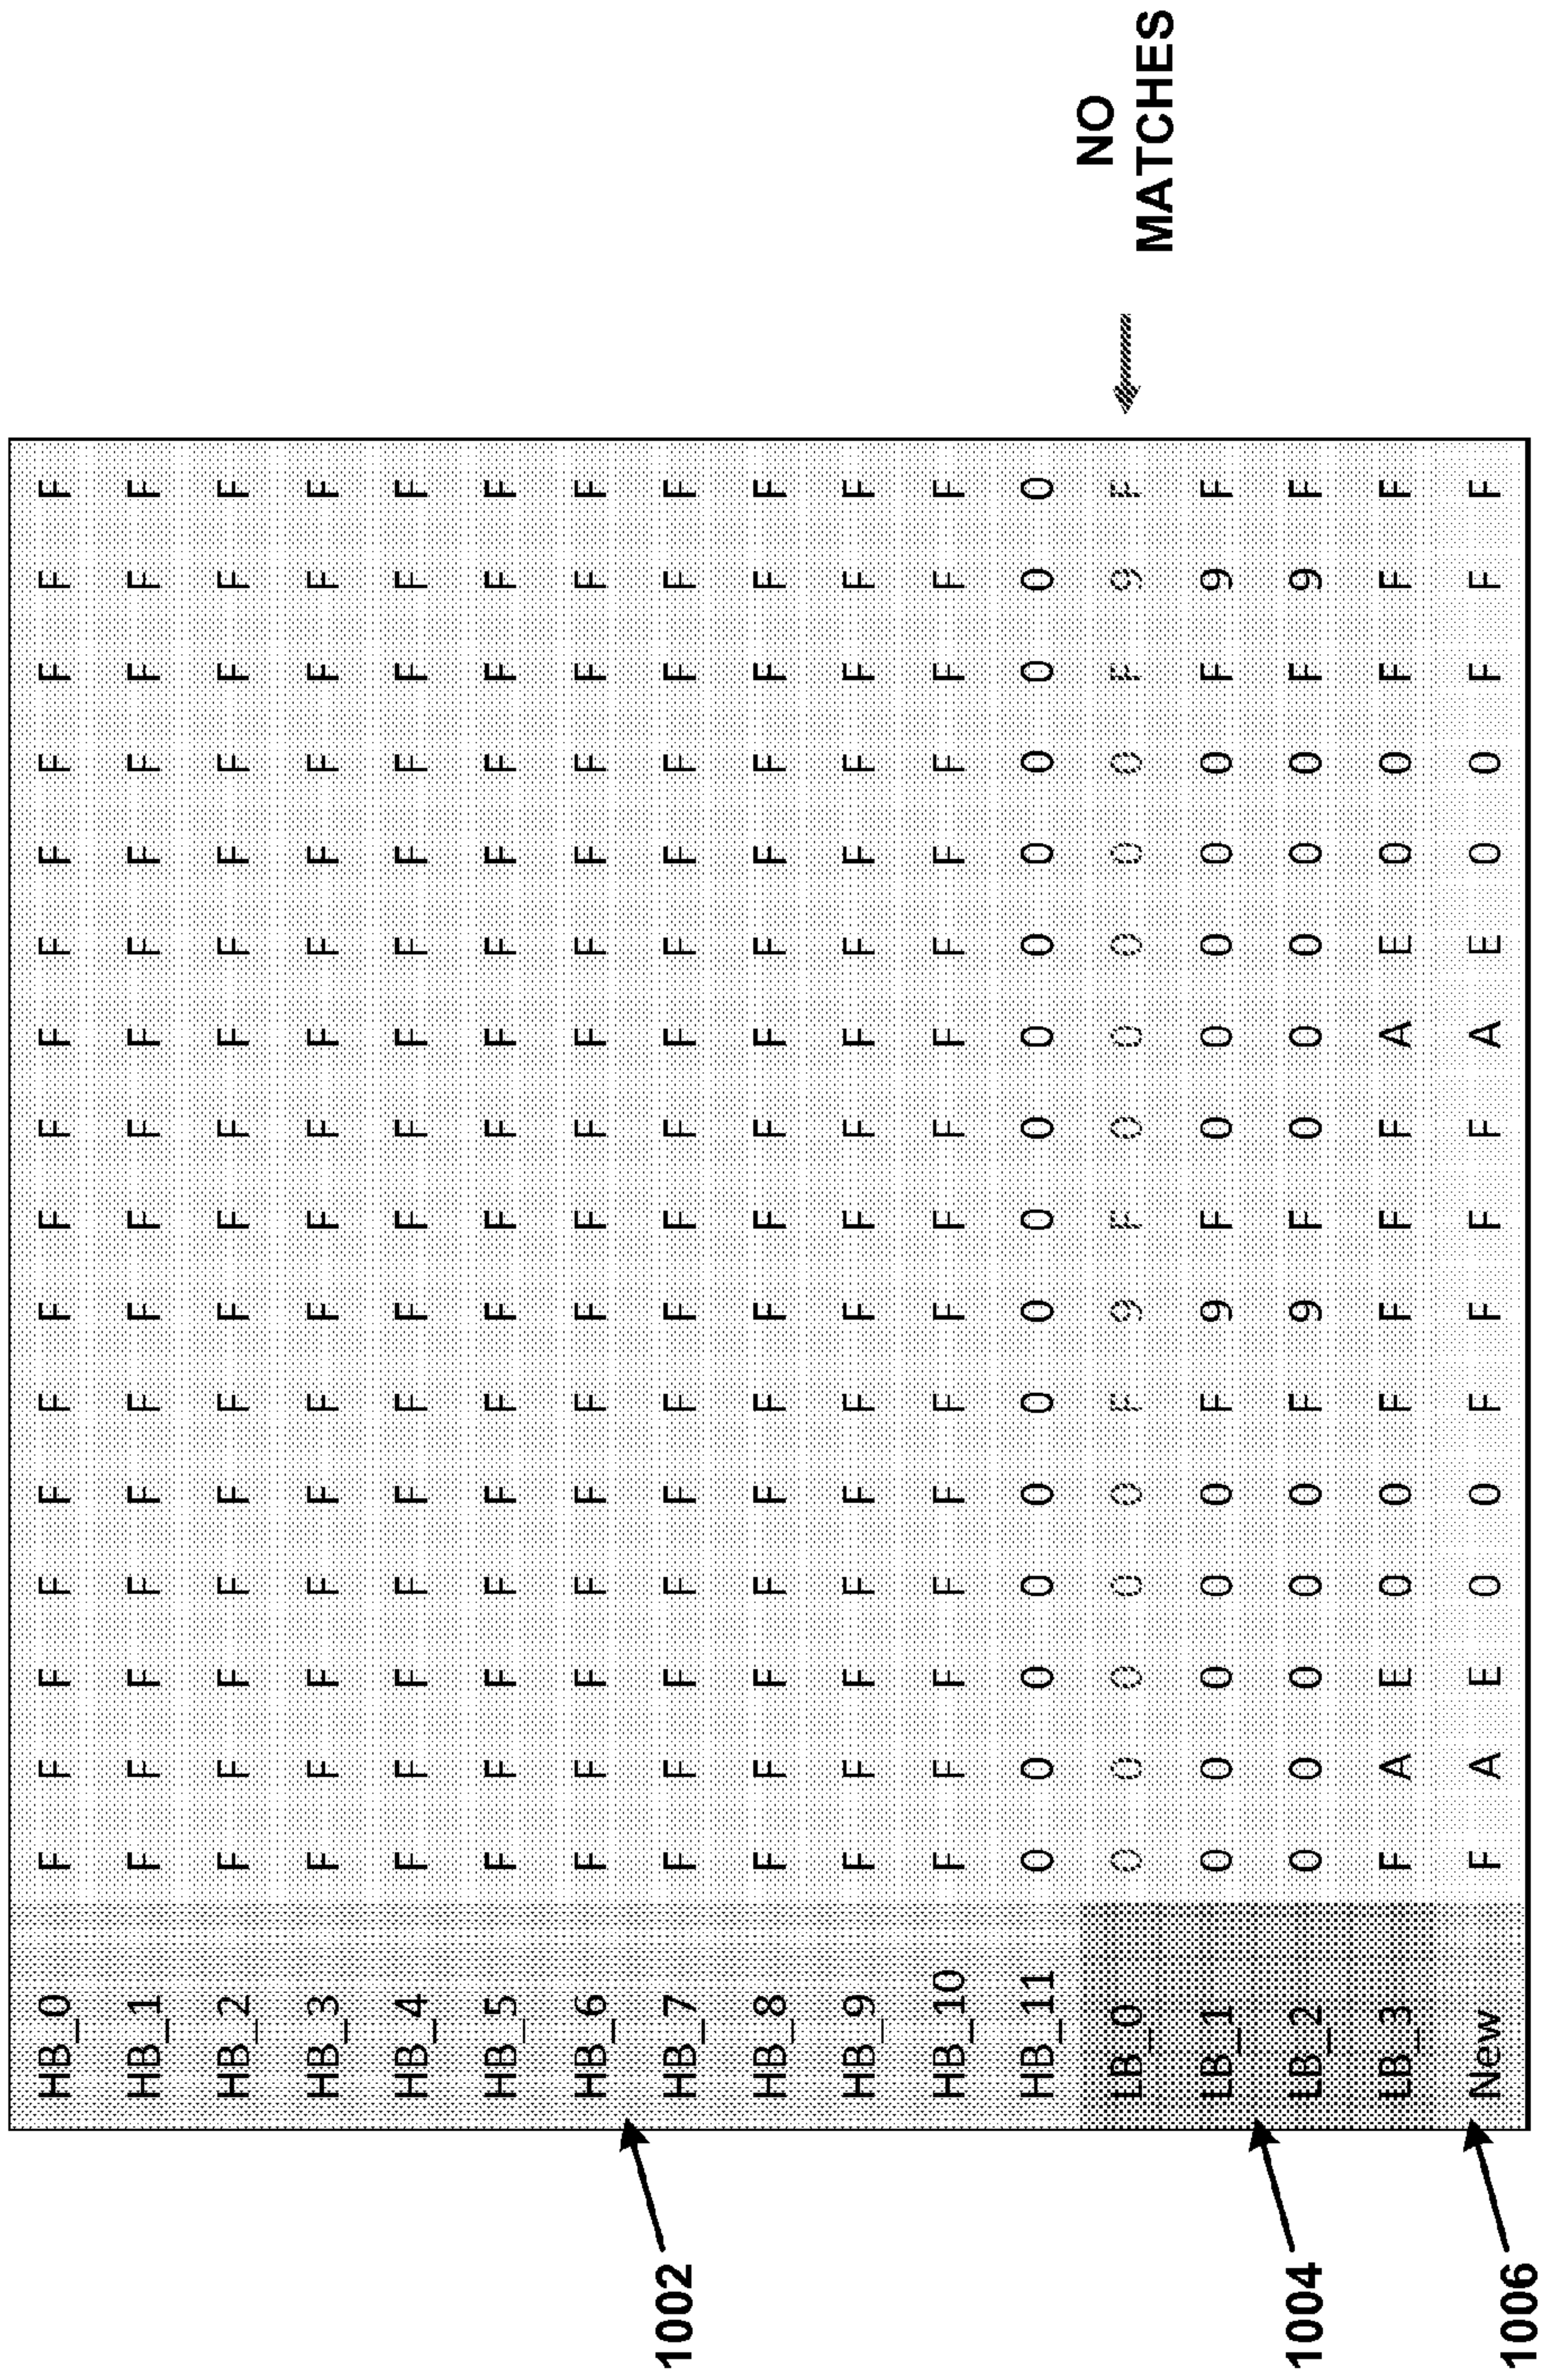 HB_0 F F F F F F F F F F F F F F F F
HB_1 F F F F F F F F F F F F F F F F
HB_2 F F F F F F F F F F F F F F F F
HB_3 F F F F F F F F F F F F F F F F
HB_4 F F F F F F F F F F F F F F F F
HB_5 F F F F F F F F F F F F F F F F
HB_6 F F F F F F F F F F F F F F F F
1002
HB_7 F F F F F F F F F F F F F F F F
HB_8 F F F F F F F F F F F F F F F F
HB_9 F F F F F F F F F F F F F F F F
HB_10 F F F F F F F F F F F F F F F F
HB_11 0 0 0 0 0 0 0 0 0 0 0 0 0 0 0 0
LB_0 0 0 0 0 0 F 9 F 0 0 0 0 0 F 9 F
NO
MATCHES
LB_1 0 0 0 0 0 F 9 F 0 0 0 0 0 F 9 F
1004
LB_2 0 0 0 0 0 F 9 F 0 0 0 0 0 F 9 F
LB_3 F A E 0 0 F F F F A E 0 0 F F F
New F A E 0 0 F F F F A E 0 0 F F F
1006